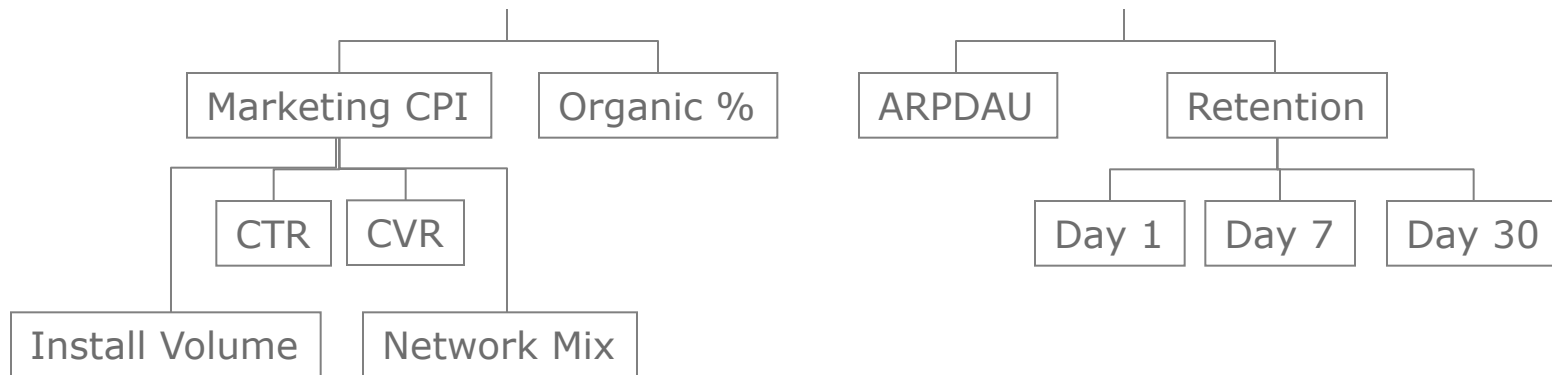 Marketing CPI
Organic %
ARPDAU
Retention
CTR
CVR
Day 1
Day 7
Day 30
Install Volume
Network Mix